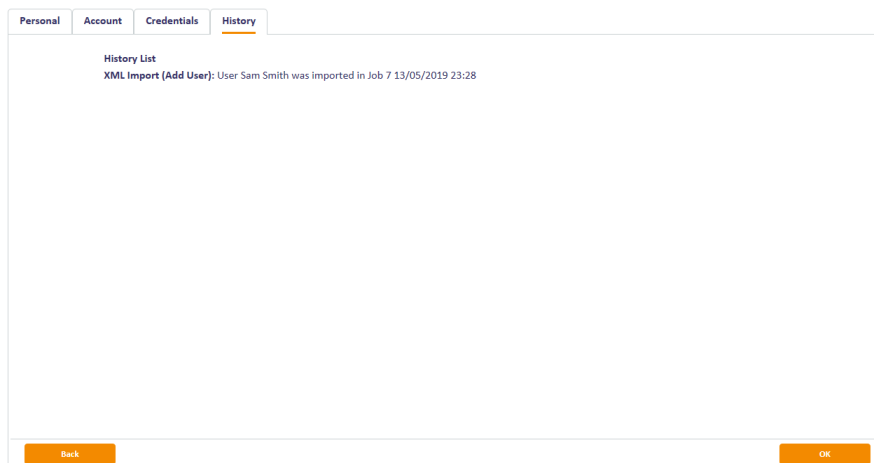 Personal Account Credentials History
History List
XML Import (Add User): User Sam Smith was imported in Job 7 13/05/2019 23:28
Back OK